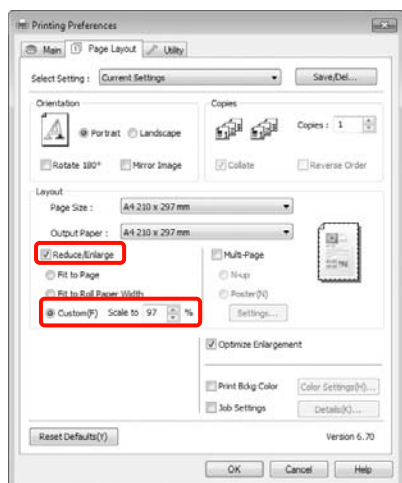 Printing Preferences
Main Page Layout Utility
Select Setting : Current Settings Save/Del...
Orientation Copies
Portrait Landscape Copies : 1
Rotate 180° Mirror Image Collate Reverse Order
Layout
Page Size : A4 210 x 297 mm
Output Paper : A4 210 x 297 mm
Reduce/Enlarge Multi-Page
Fit to Page N-up
Fit to Roll Paper Width Poster(N)
Custom(F) Scale to 97 % Settings...
Optimize Enlargement
Print Bckg Color Color Settings(H)...
Job Settings Details(K)...
Reset Defaults(Y) Version 6.70
OK Cancel Help